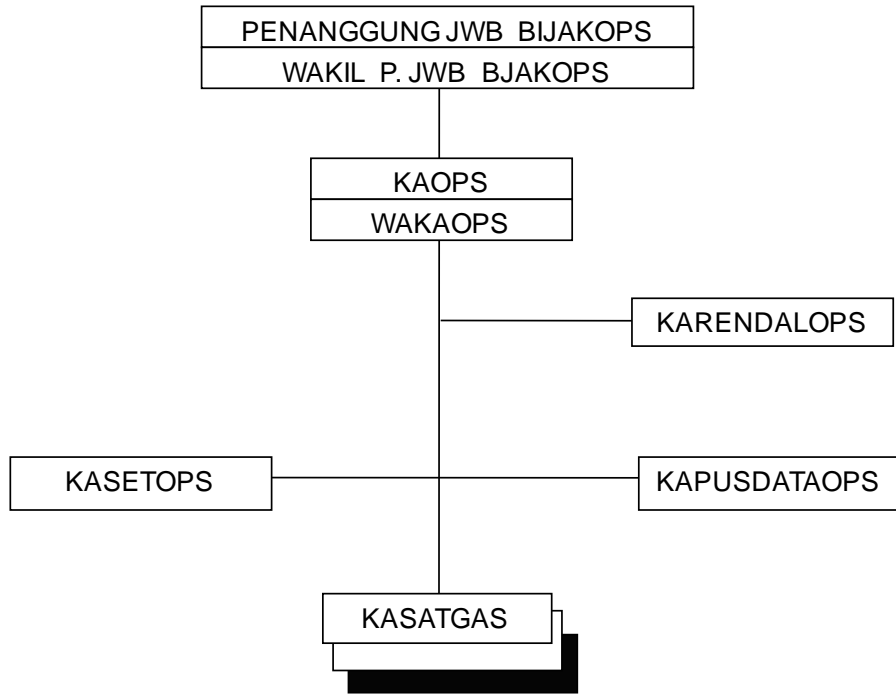 PENANGGUNG JWB BIJAKOPS
WAKIL P. JWB BJAKOPS
KAOPS
WAKAOPS
KARENDALOPS
KASETOPS
KAPUSDATAOPS
KASATGAS